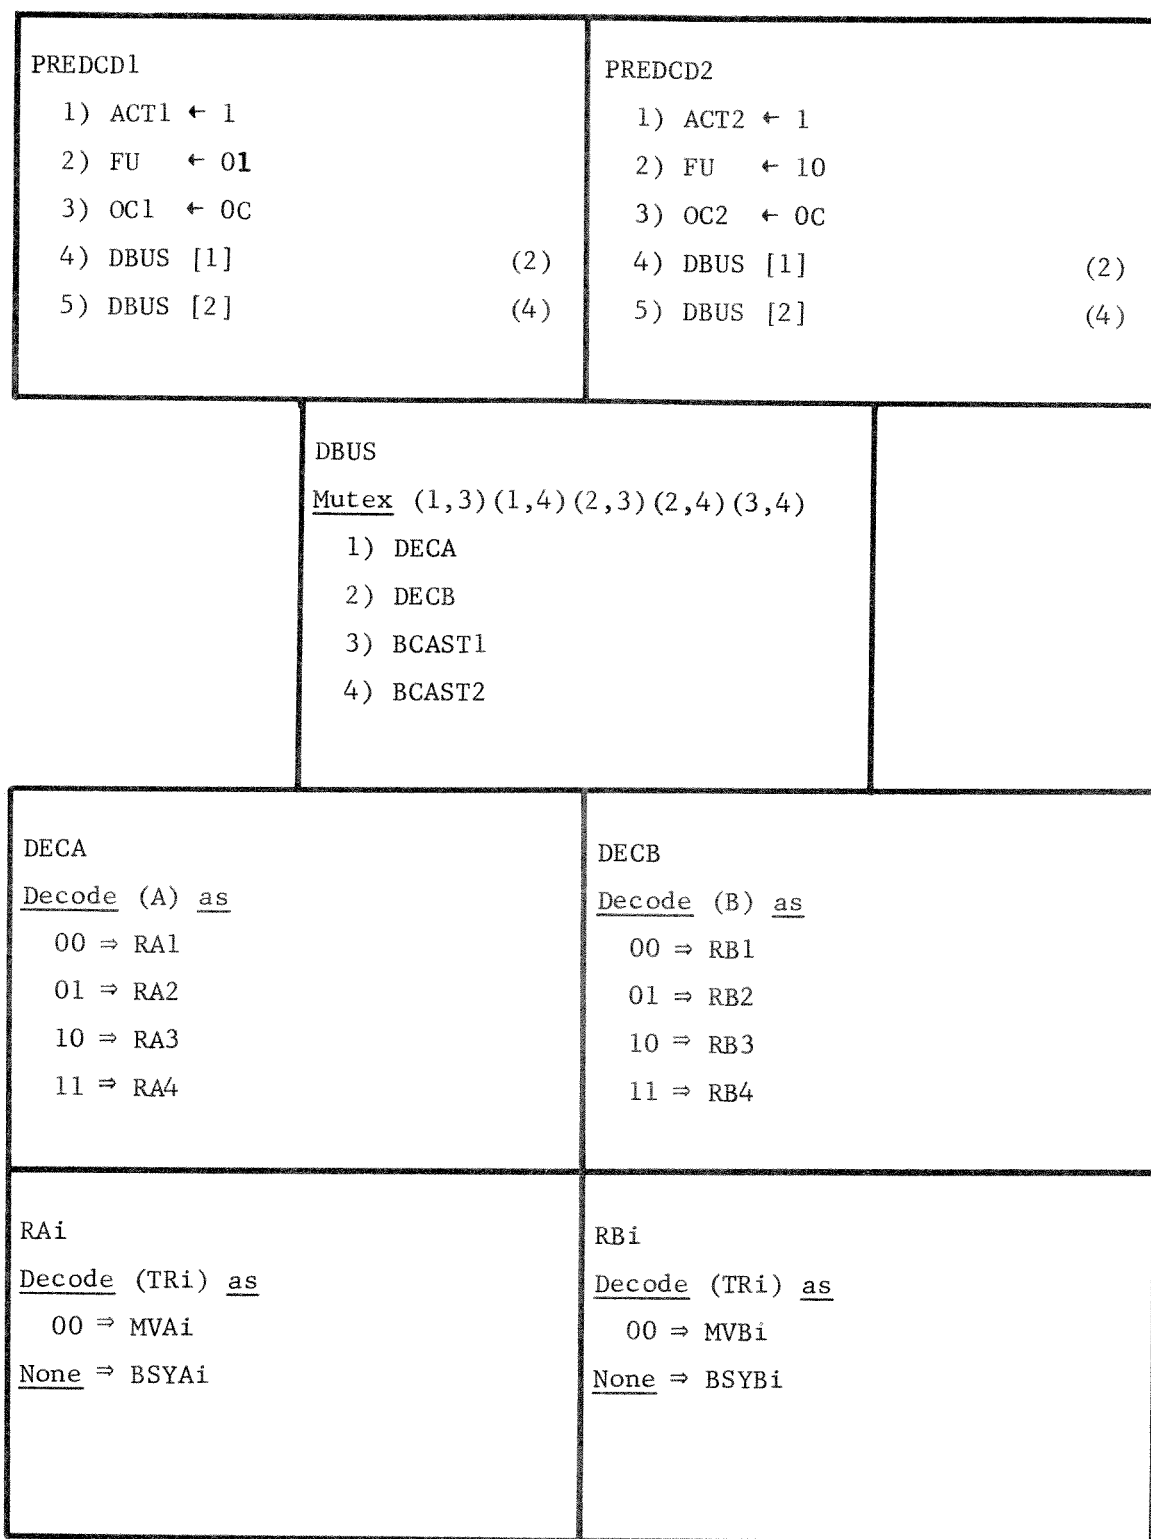 PREDCD1
1) ACT1 ← 1
2) FU ← 01
3) OC1 ← OC
4) DBUS [1] (2)
5) DBUS [2] (4)
PREDCD2
1) ACT2 ← 1
2) FU ← 10
3) OC2 ← OC
4) DBUS [1] (2)
5) DBUS [2] (4)
DBUS
Mutex (1,3)(1,4)(2,3)(2,4)(3,4)
1) DECA
2) DECB
3) BCAST1
4) BCAST2
DECA
Decode (A) as
00 ⇒ RA1
01 ⇒ RA2
10 ⇒ RA3
11 ⇒ RA4
DECB
Decode (B) as
00 ⇒ RB1
01 ⇒ RB2
10 ⇒ RB3
11 ⇒ RB4
RAi
Decode (TRi) as
00 ⇒ MVAi
None ⇒ BSYAi
RBi
Decode (TRi) as
00 ⇒ MVBi
None ⇒ BSYBi